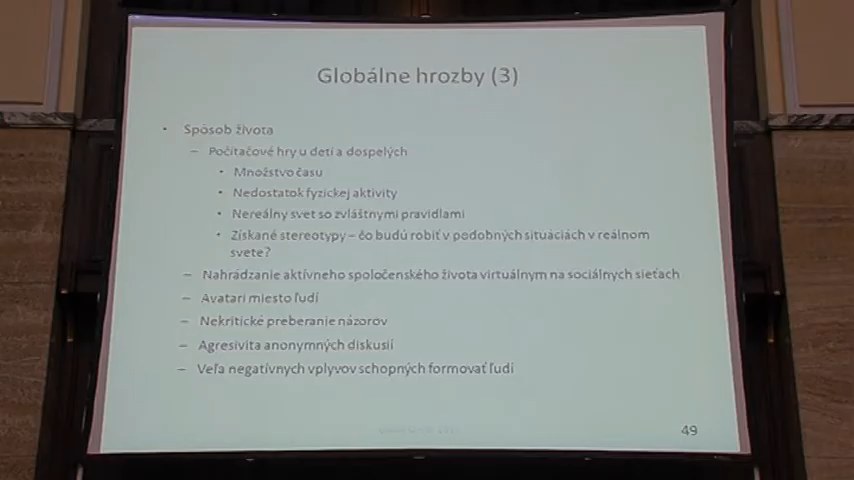 Globálne hrozby (3)
• Spôsob života
– Počítačové hry u detí a dospelých
• Množstvo času
• Nedostatok fyzickej aktivity
• Nereálny svet so zvláštnymi pravidlami
• Získané stereotypy – čo budú robiť v podobných situáciách v reálnom
svete?
– Nahrádzanie aktívneho spoločenského života virtuálnym na sociálnych sieťach
– Avatari miesto ľudí
– Nekritické preberanie názorov
– Agresivita anonymných diskusií
– Veľa negatívnych vplyvov schopných formovať ľudí
49